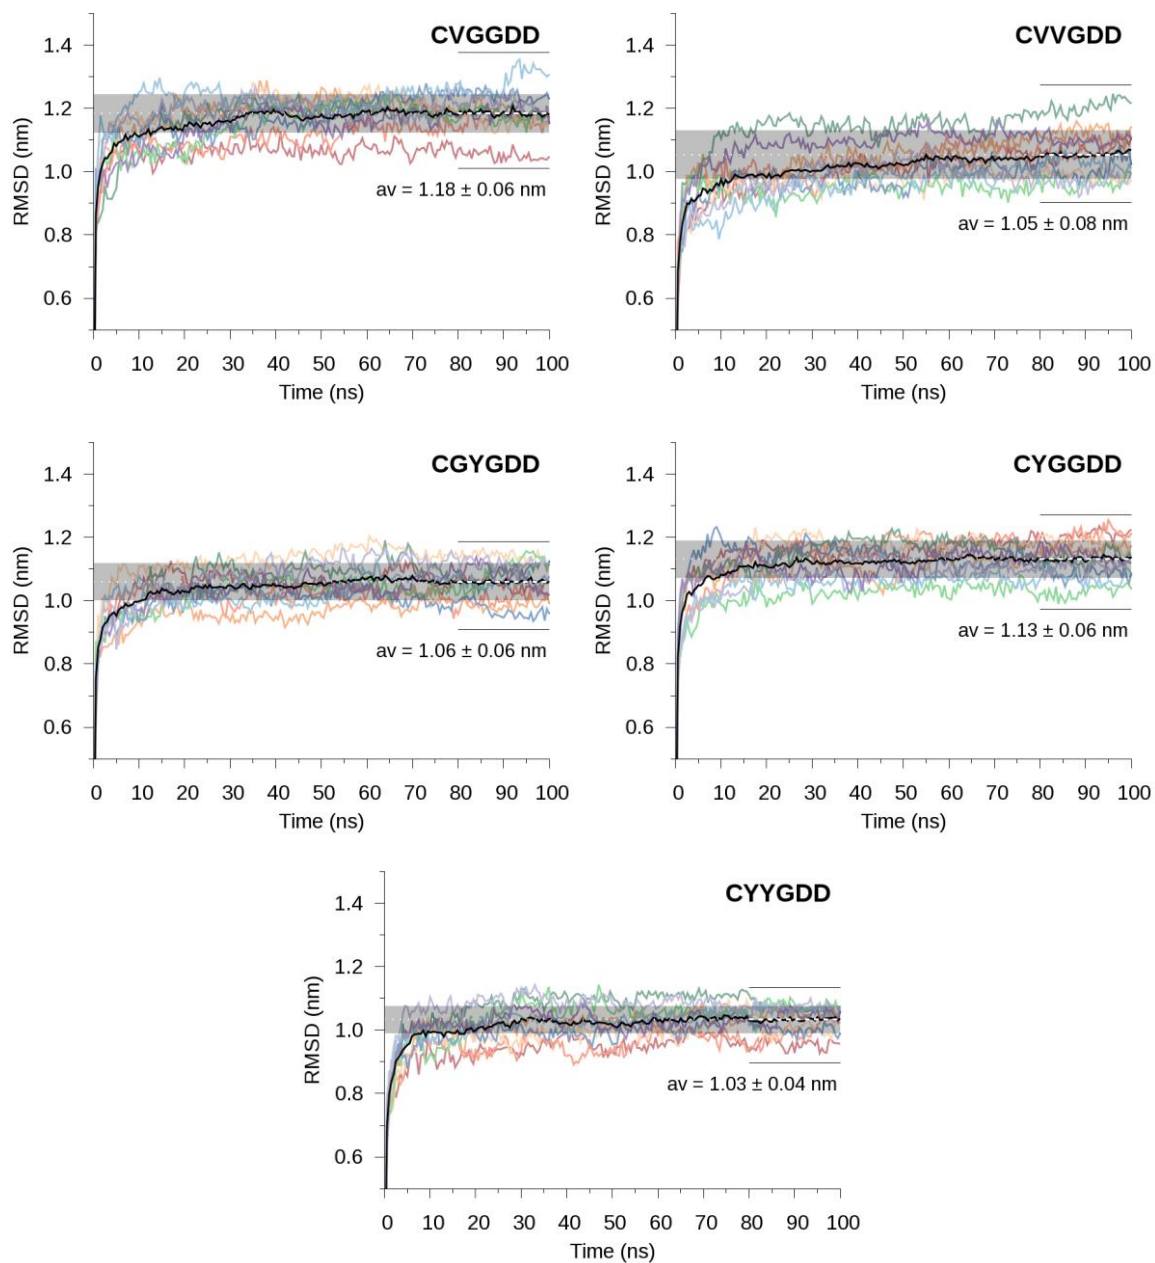 CVGGDD
RMSD (nm)
1.4
1.2
1.0
0.8
0.6
av = 1.18 ± 0.06 nm
0 10 20 30 40 50 60 70 80 90 100
Time (ns)
CVVGDD
RMSD (nm)
1.4
1.2
1.0
0.8
0.6
av = 1.05 ± 0.08 nm
0 10 20 30 40 50 60 70 80 90 100
Time (ns)
CGYGDD
RMSD (nm)
1.4
1.2
1.0
0.8
0.6
av = 1.06 ± 0.06 nm
0 10 20 30 40 50 60 70 80 90 100
Time (ns)
CYGGDD
RMSD (nm)
1.4
1.2
1.0
0.8
0.6
av = 1.13 ± 0.06 nm
0 10 20 30 40 50 60 70 80 90 100
Time (ns)
CYYGDD
RMSD (nm)
1.4
1.2
1.0
0.8
0.6
av = 1.03 ± 0.04 nm
0 10 20 30 40 50 60 70 80 90 100
Time (ns)